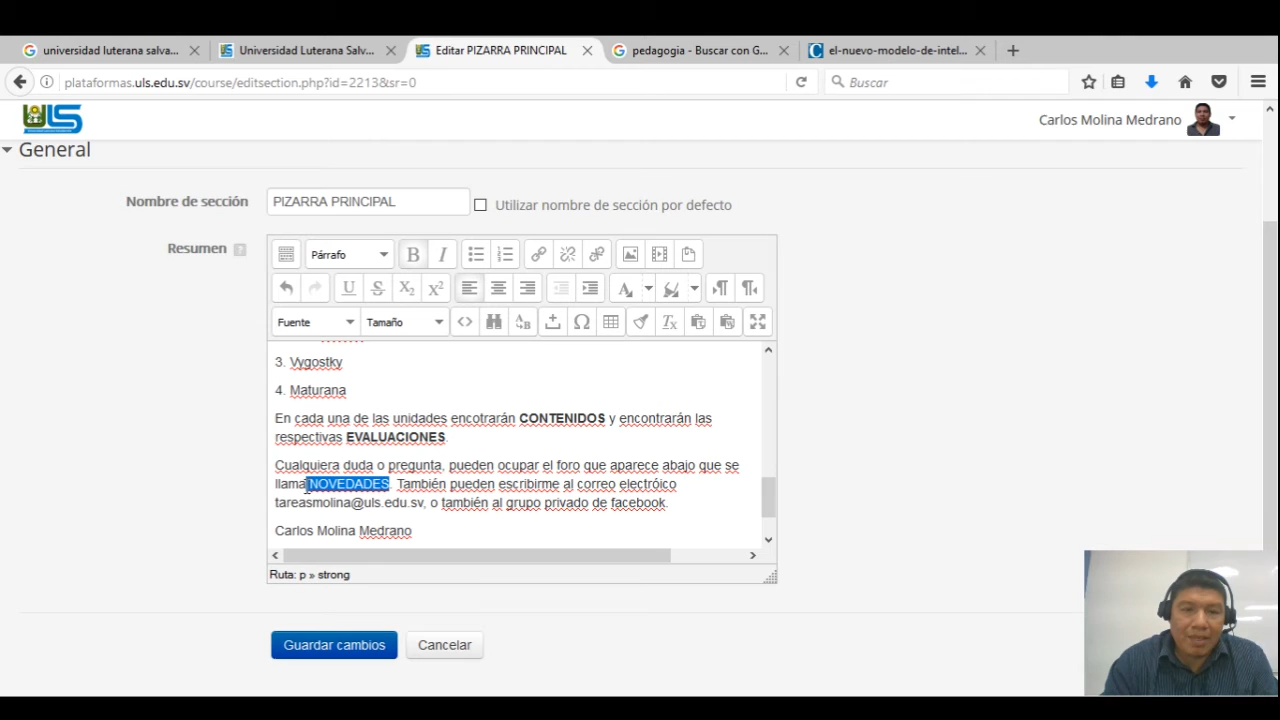 universidad luterana salva...
Universidad Luterana Salv...
Editar PIZARRA PRINCIPAL
pedagogia - Buscar con G...
el-nuevo-modelo-de-intel...
plataformas.uls.edu.sv/course/editsection.php?id=2213&sr=0
Buscar
ULS
Carlos Molina Medrano
General
Nombre de sección
PIZARRA PRINCIPAL
Utilizar nombre de sección por defecto
Resumen
Párrafo
Fuente
Tamaño
3. Vygostky
4. Maturana
En cada una de las unidades encotrarán CONTENIDOS y encontrarán las
respectivas EVALUACIONES.
Cualquiera duda o pregunta, pueden ocupar el foro que aparece abajo que se
llama NOVEDADES. También pueden escribirme al correo electróico
tareasmolina@uls.edu.sv, o también al grupo privado de facebook.
Carlos Molina Medrano
Ruta: p » strong
Guardar cambios
Cancelar